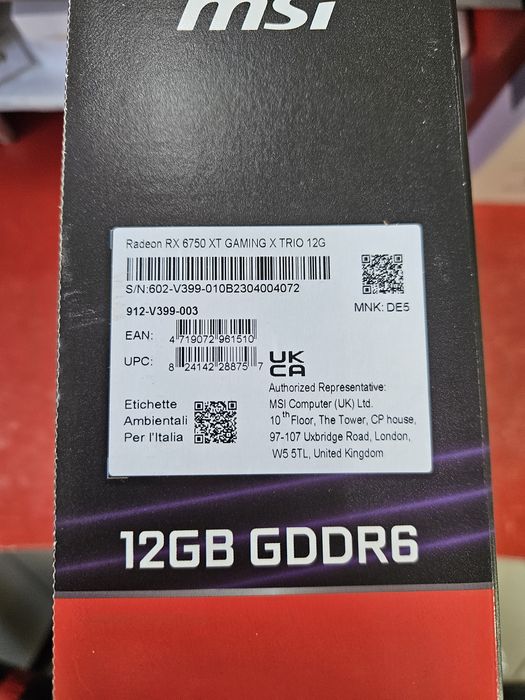 msi
Radeon RX 6750 XT GAMING X TRIO 12G
S/N:602-V399-010B2304004072
MNK: DE5
912-V399-003
EAN: 4 719072 961510
UPC: 8 24142 28875 7
UK
CA
Authorized Representative:
MSI Computer (UK) Ltd.
10th Floor, The Tower, CP house,
97-107 Uxbridge Road, London,
W5 5TL, United Kingdom
Etichette
Ambientali
Per l'Italia
12GB GDDR6